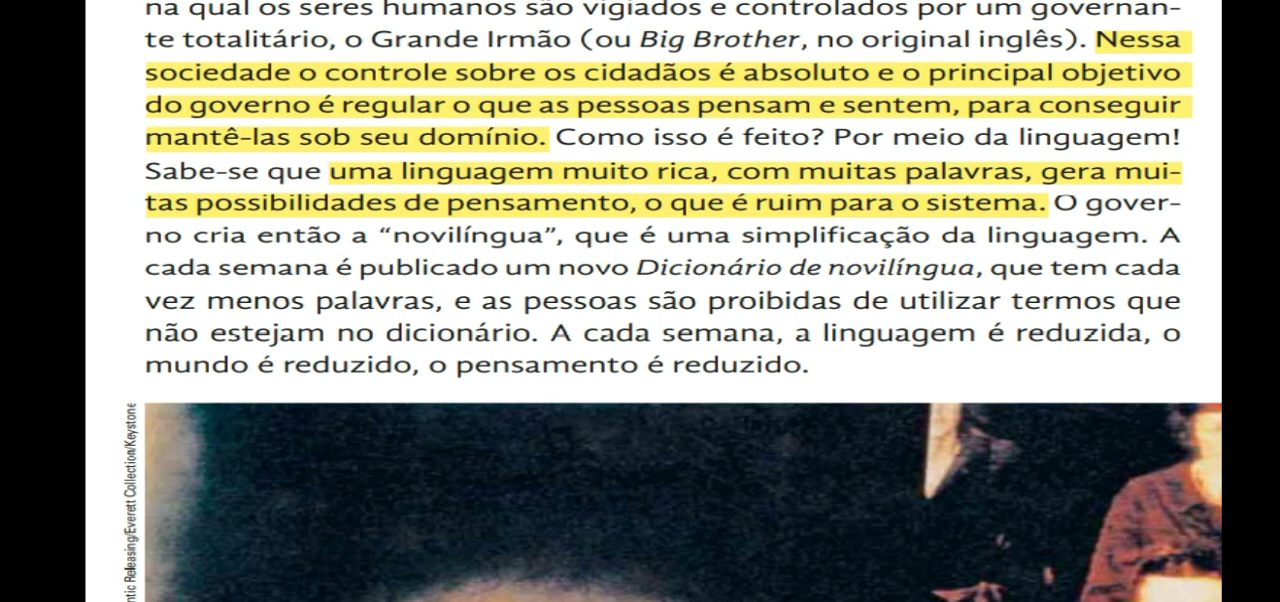 na qual os seres humanos são vigiados e controlados por um governan-
te totalitário, o Grande Irmão (ou Big Brother, no original inglês). Nessa
sociedade o controle sobre os cidadãos é absoluto e o principal objetivo
do governo é regular o que as pessoas pensam e sentem, para conseguir
mantê-las sob seu domínio. Como isso é feito? Por meio da linguagem!
Sabe-se que uma linguagem muito rica, com muitas palavras, gera mui-
tas possibilidades de pensamento, o que é ruim para o sistema. O gover-
no cria então a “novilíngua”, que é uma simplificação da linguagem. A
cada semana é publicado um novo Dicionário de novilíngua, que tem cada
vez menos palavras, e as pessoas são proibidas de utilizar termos que
não estejam no dicionário. A cada semana, a linguagem é reduzida, o
mundo é reduzido, o pensamento é reduzido.
Releasing/Everett Collection/Keystone